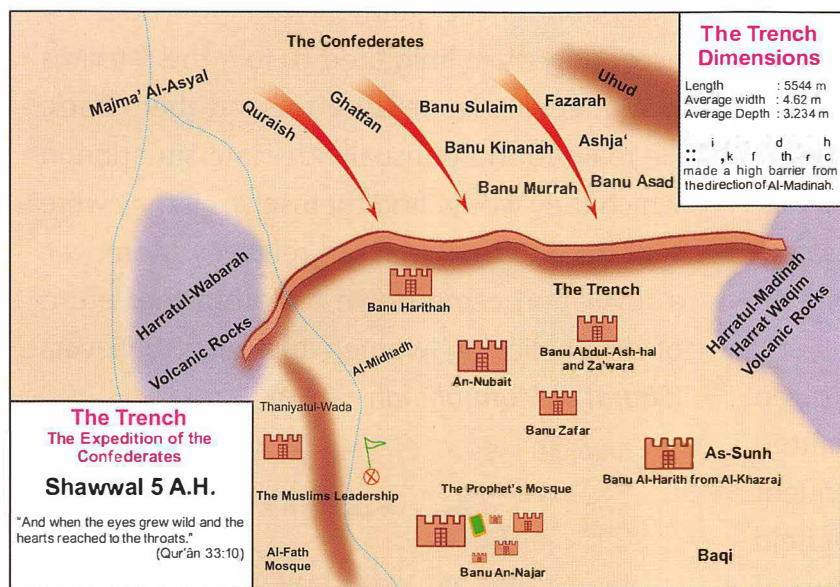 The Confederates
Majma' Al-Asyal
Quraish
Ghatfan
Banu Sulaim
Fazarah
Uhud
Banu Kinanah
Ashja‘
Banu Murrah
Banu Asad
The Trench
Dimensions
Length : 5544 m
Average width : 4.62 m
Average Depth : 3.234 m
made a high barrier from
the direction of Al-Madinah.
Harratul-Wabarah
Volcanic Rocks
Harratul-Madinah
Harrat Waqim
Volcanic Rocks
Banu Harithah
The Trench
Al-Midhadh
An-Nubait
Banu Abdul-Ash-hal
and Za'wara
Banu Zafar
Thaniyatul-Wada
The Muslims Leadership
As-Sunh
Banu Al-Harith from Al-Khazraj
The Prophet's Mosque
Banu An-Najar
Al-Fath
Mosque
Baqi
The Trench
The Expedition of the
Confederates
Shawwal 5 A.H.
"And when the eyes grew wild and the
hearts reached to the throats."
(Qur'ân 33:10)